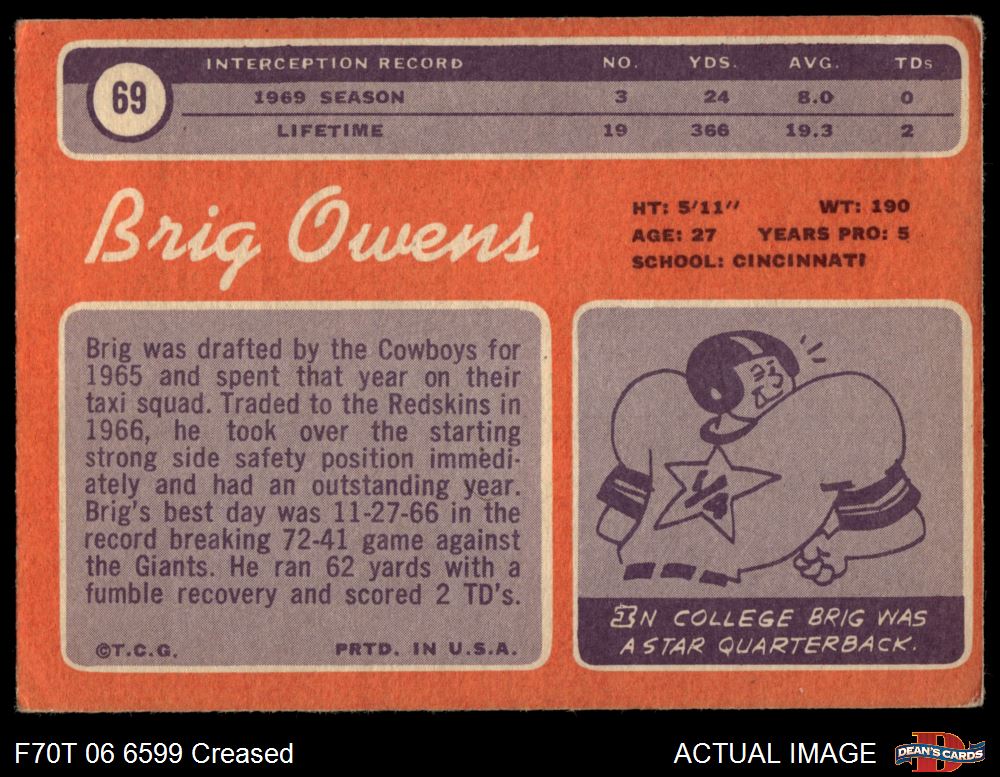 69
INTERCEPTION RECORD NO. YDS. AVG. TDs
1969 SEASON 3 24 8.0 0
LIFETIME 19 366 19.3 2
Brig Owens
HT: 5'11" WT: 190
AGE: 27 YEARS PRO: 5
SCHOOL: CINCINNATI
Brig was drafted by the Cowboys for
1965 and spent that year on their
taxi squad. Traded to the Redskins in
1966, he took over the starting
strong side safety position immedi-
ately and had an outstanding year.
Brig's best day was 11-27-66 in the
record breaking 72-41 game against
the Giants. He ran 62 yards with a
fumble recovery and scored 2 TD's.
©T.C.G. PRTD. IN U.S.A.
1/4
IN COLLEGE BRIG WAS
A STAR QUARTERBACK.
F70T 06 6599 Creased
ACTUAL IMAGE
DEAN'S CARDS